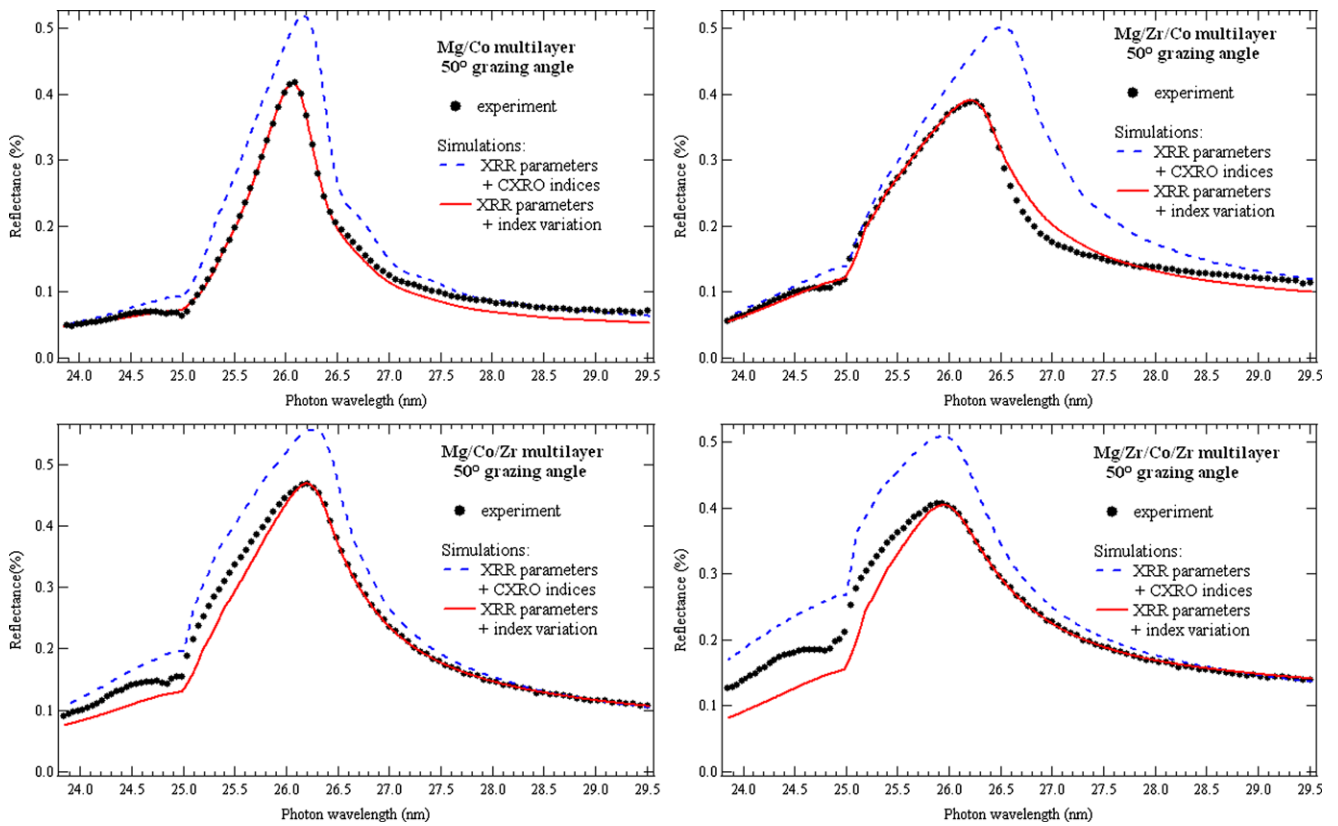 Mg/Co multilayer
50° grazing angle
experiment
Simulations:
XRR parameters
+ CXRO indices
XRR parameters
+ index variation
Reflectance (%)
0.5
0.4
0.3
0.2
0.1
0.0
24.0 24.5 25.0 25.5 26.0 26.5 27.0 27.5 28.0 28.5 29.0 29.5
Photon wavelegth (nm)
Mg/Zr/Co multilayer
50° grazing angle
experiment
Simulations:
XRR parameters
+ CXRO indices
XRR parameters
+ index variation
Reflectance (%)
0.5
0.4
0.3
0.2
0.1
0.0
24.0 24.5 25.0 25.5 26.0 26.5 27.0 27.5 28.0 28.5 29.0 29.5
Photon wavelegth (nm)
Mg/Co/Zr multilayer
50° grazing angle
experiment
Simulations:
XRR parameters
+ CXRO indices
XRR parameters
+ index variation
Reflectance(%)
0.5
0.4
0.3
0.2
0.1
0.0
24.0 24.5 25.0 25.5 26.0 26.5 27.0 27.5 28.0 28.5 29.0 29.5
Photon wavelength (nm)
Mg/Zr/Co/Zr multilayer
50° grazing angle
experiment
Simulations:
XRR parameters
+ CXRO indices
XRR parameters
+ index variation
Reflectance (%)
0.5
0.4
0.3
0.2
0.1
0.0
24.0 24.5 25.0 25.5 26.0 26.5 27.0 27.5 28.0 28.5 29.0 29.5
Photon wavelength (nm)